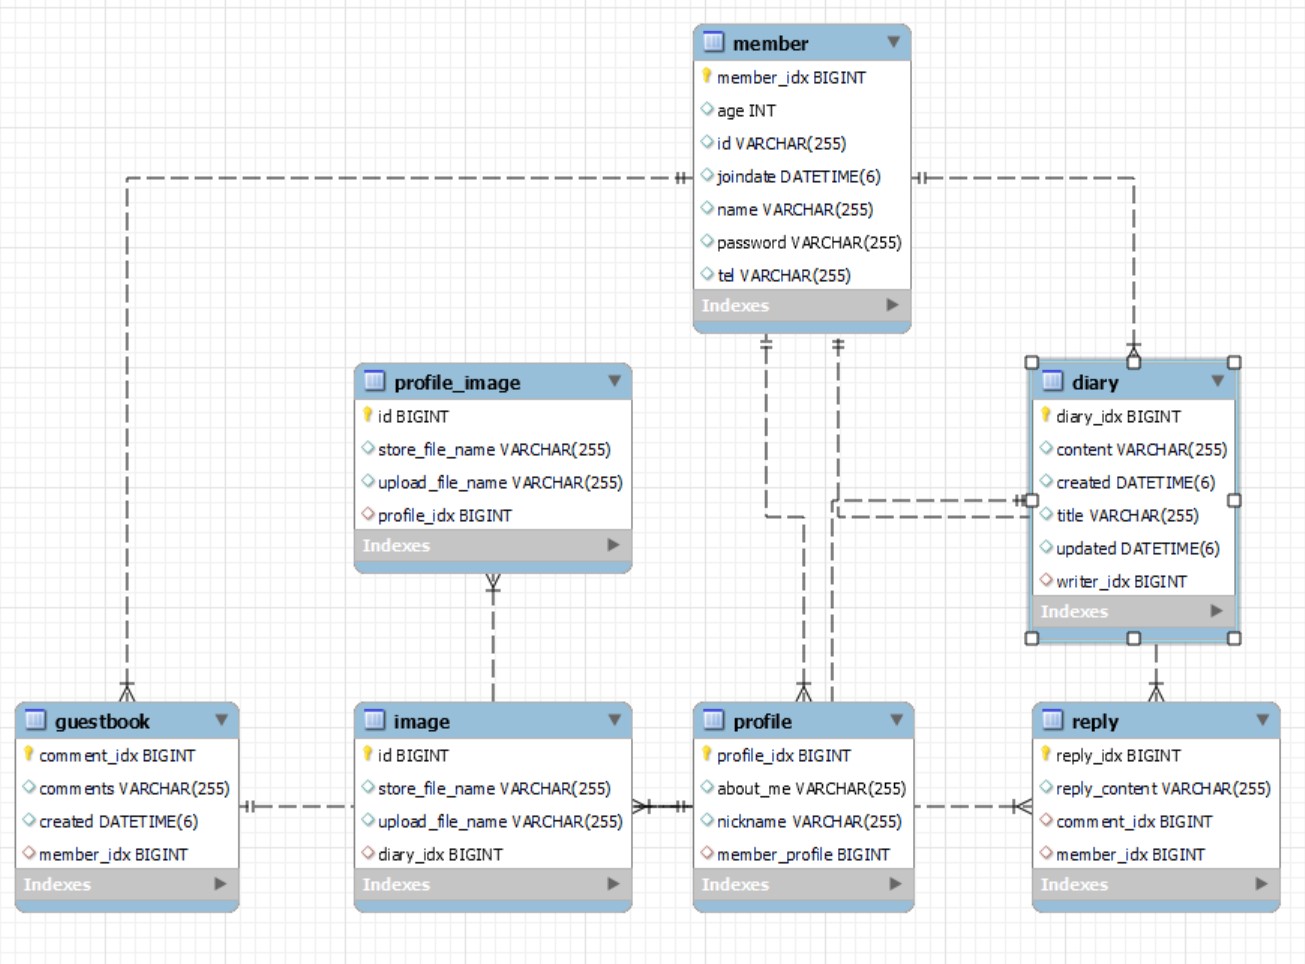 member
member_idx BIGINT
age INT
id VARCHAR(255)
joindate DATETIME(6)
name VARCHAR(255)
password VARCHAR(255)
tel VARCHAR(255)
Indexes
profile_image
id BIGINT
store_file_name VARCHAR(255)
upload_file_name VARCHAR(255)
profile_idx BIGINT
Indexes
diary
diary_idx BIGINT
content VARCHAR(255)
created DATETIME(6)
title VARCHAR(255)
updated DATETIME(6)
writer_idx BIGINT
Indexes
guestbook
comment_idx BIGINT
comments VARCHAR(255)
created DATETIME(6)
member_idx BIGINT
Indexes
image
id BIGINT
store_file_name VARCHAR(255)
upload_file_name VARCHAR(255)
diary_idx BIGINT
Indexes
profile
profile_idx BIGINT
about_me VARCHAR(255)
nickname VARCHAR(255)
member_profile BIGINT
Indexes
reply
reply_idx BIGINT
reply_content VARCHAR(255)
comment_idx BIGINT
member_idx BIGINT
Indexes